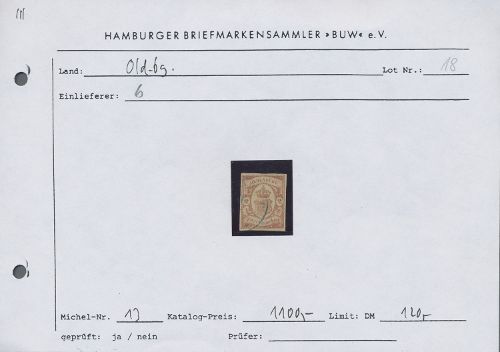 HAMBURGER BRIEFMARKENSAMMLER »BUW« e.V.
Land: Old-bg. Lot Nr.: 18
Einlieferer: 6
Michel-Nr. 13 Katalog-Preis: 1100,- Limit: DM 120,-
geprüft: ja / nein Prüfer: